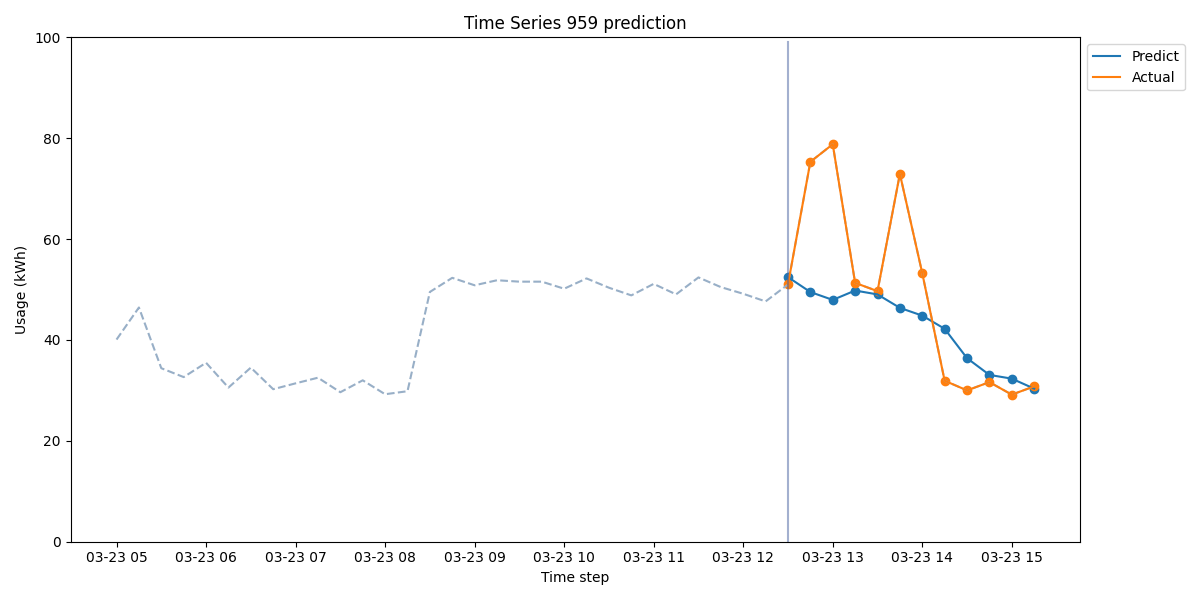 Time Series 959 prediction
100
80
60
40
20
0
Usage (kWh)
03-23 05 03-23 06 03-23 07 03-23 08 03-23 09 03-23 10 03-23 11 03-23 12 03-23 13 03-23 14 03-23 15
Time step
Predict
Actual